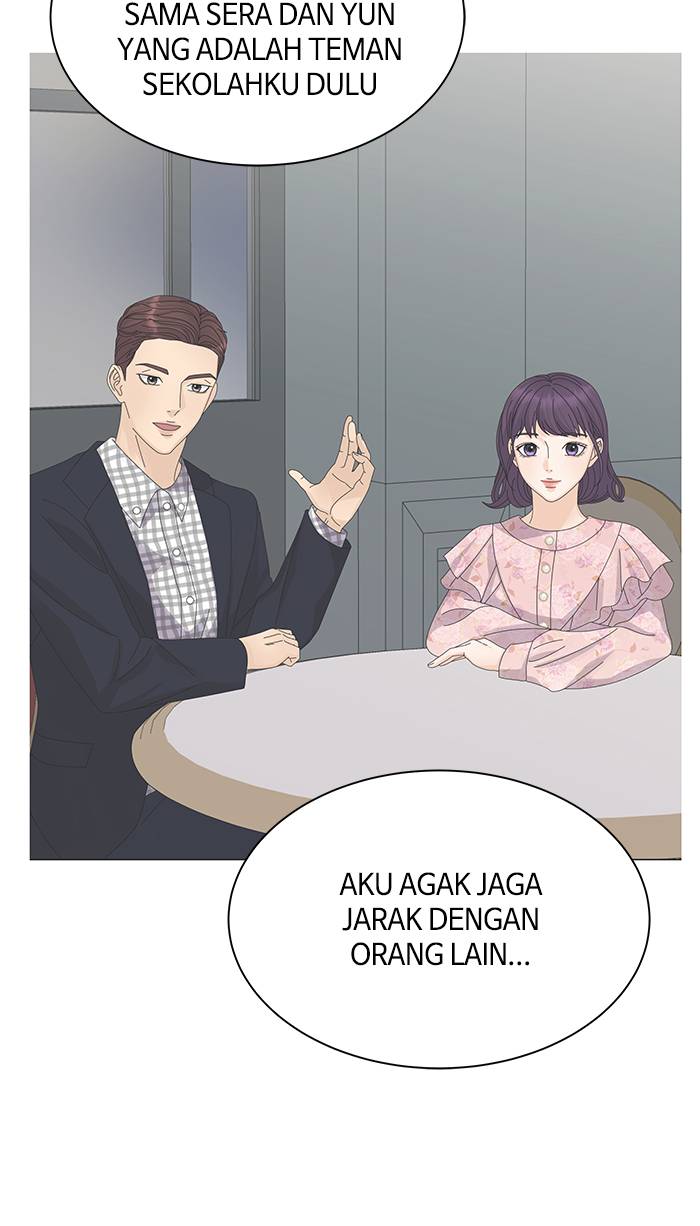 SAMA SERA DAN YUN
YANG ADALAH TEMAN
SEKOLAHKU DULU
AKU AGAK JAGA
JARAK DENGAN
ORANG LAIN...